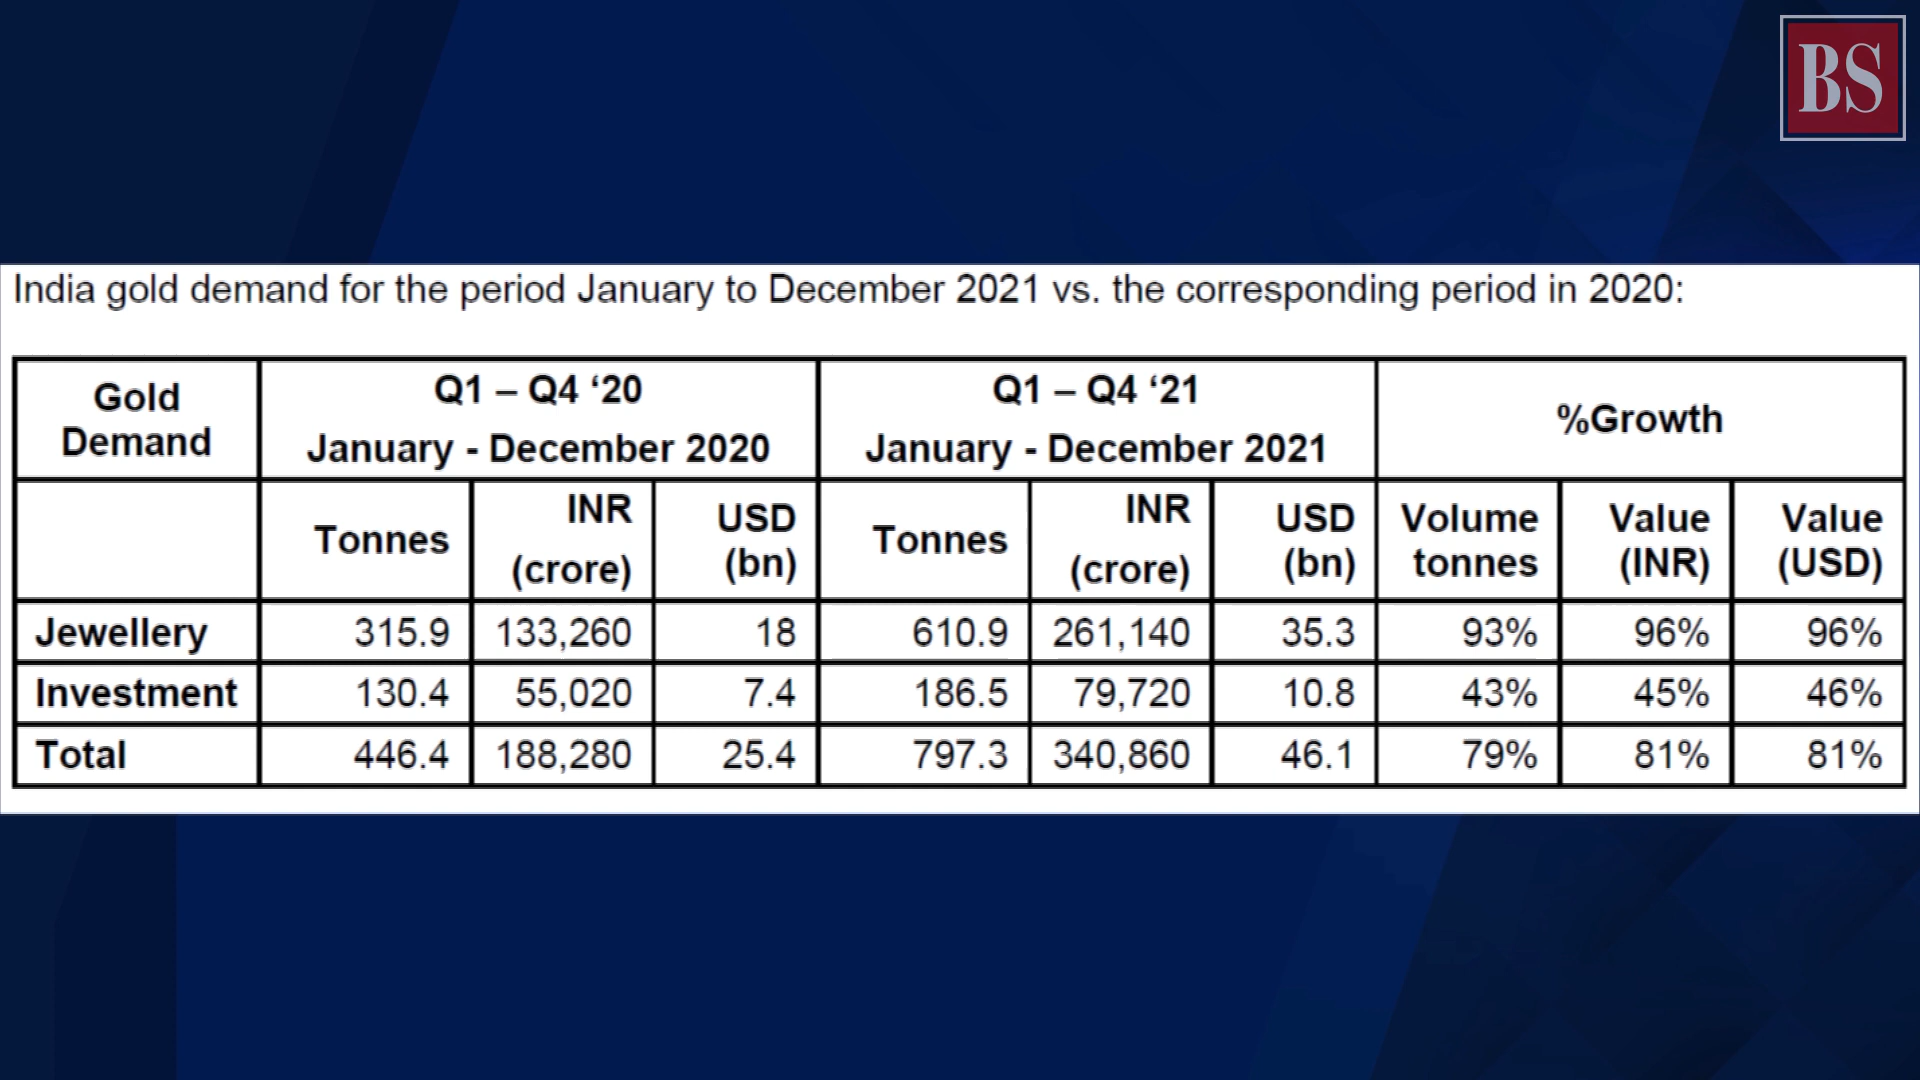 BS
India gold demand for the period January to December 2021 vs. the corresponding period in 2020:
Gold Demand Q1 – Q4 ‘20 January - December 2020 Q1 – Q4 ‘21 January - December 2021 %Growth
Tonnes INR (crore) USD (bn) Tonnes INR (crore) USD (bn) Volume tonnes Value (INR) Value (USD)
Jewellery 315.9 133,260 18 610.9 261,140 35.3 93% 96% 96%
Investment 130.4 55,020 7.4 186.5 79,720 10.8 43% 45% 46%
Total 446.4 188,280 25.4 797.3 340,860 46.1 79% 81% 81%